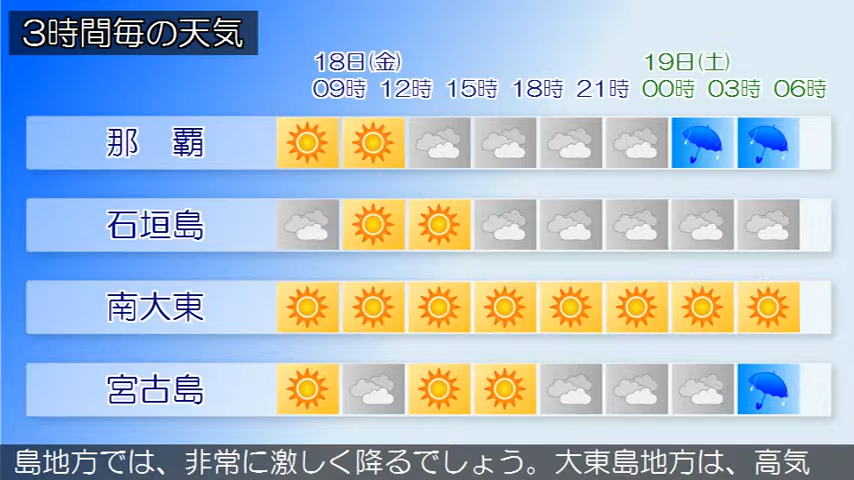 3時間毎の天気
18日(金) 19日(土)
09時 12時 15時 18時 21時 00時 03時 06時
那　覇
石垣島
南大東
宮古島
島地方では、非常に激しく降るでしょう。大東島地方は、高気